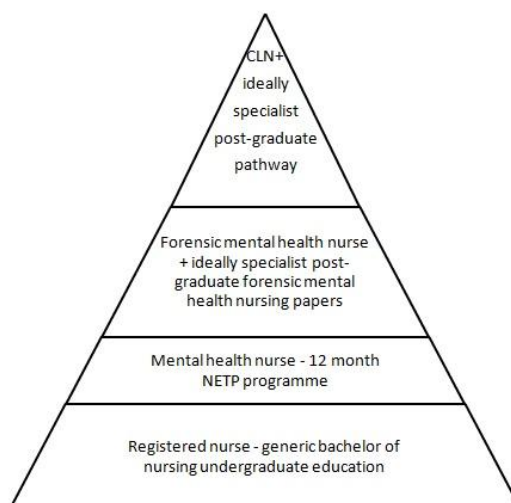 CLN+
ideally
specialist
post-graduate
pathway
Forensic mental health nurse
+ ideally specialist post-
graduate forensic mental
health nursing papers
Mental health nurse - 12 month
NETP programme
Registered nurse - generic bachelor of
nursing undergraduate education